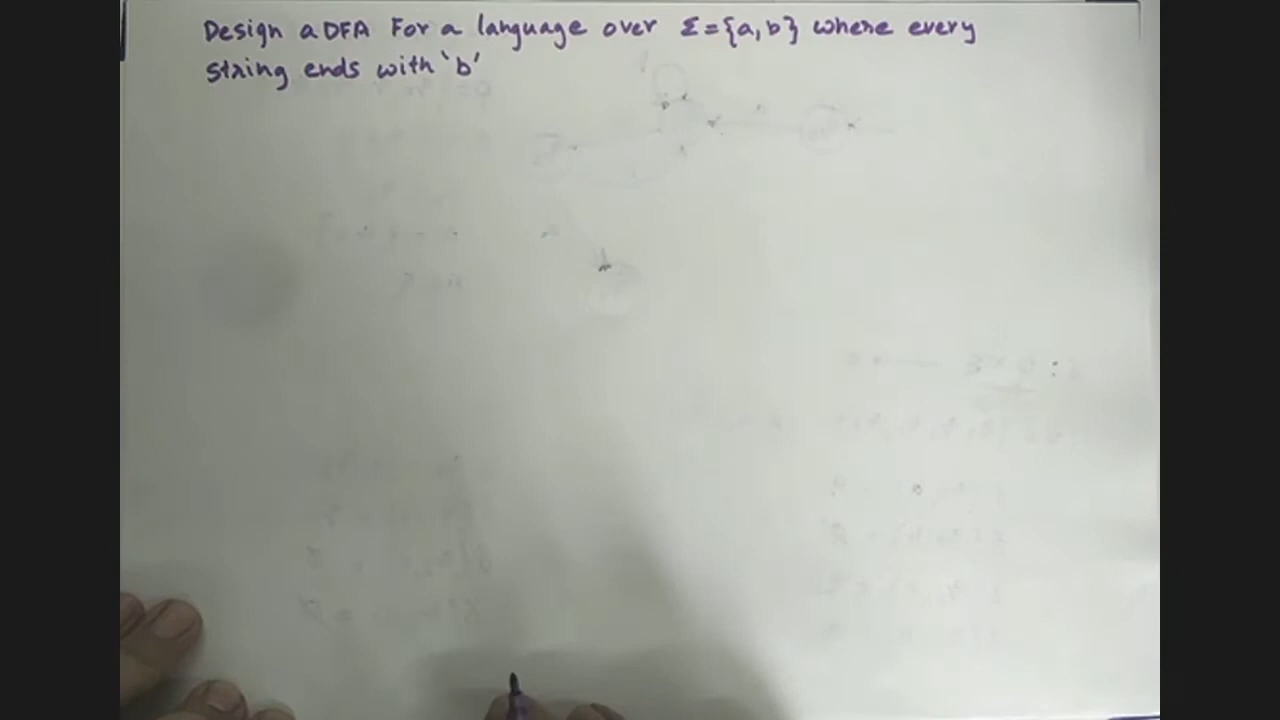 Design a DFA For a language over Σ={a,b} where every
string ends with 'b'